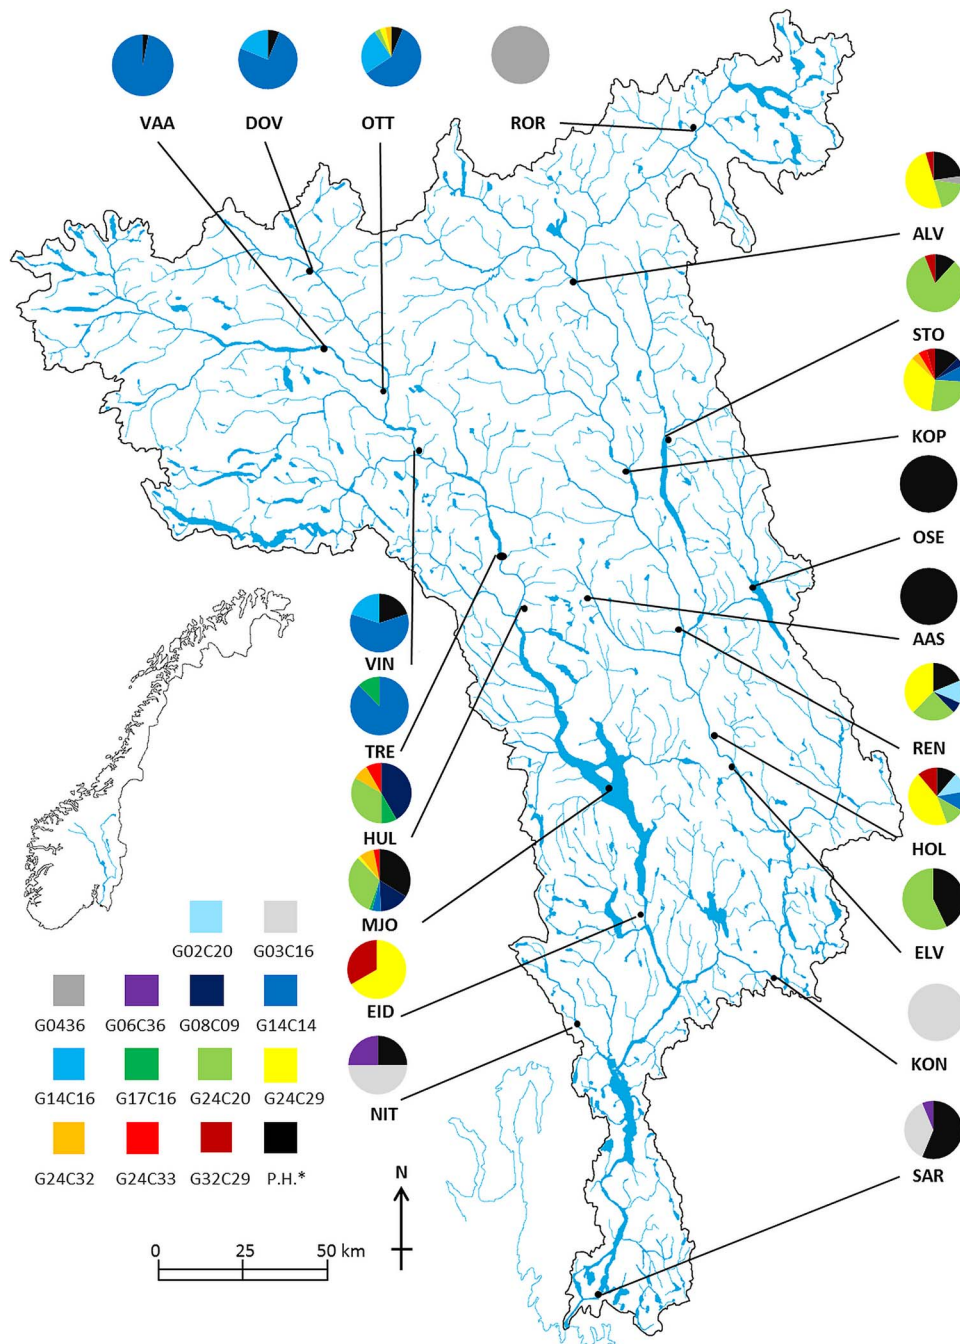 VAA DOV OTT ROR
ALV
STO
KOP
OSE
AAS
VIN
REN
TRE
HUL
HOL
MJO
G02C20 G03C16
ELV
EID
G0436 G06C36 G08C09 G14C14
KON
NIT
G14C16 G17C16 G24C20 G24C29
G24C32 G24C33 G32C29 P.H.*
N
SAR
0 25 50 km